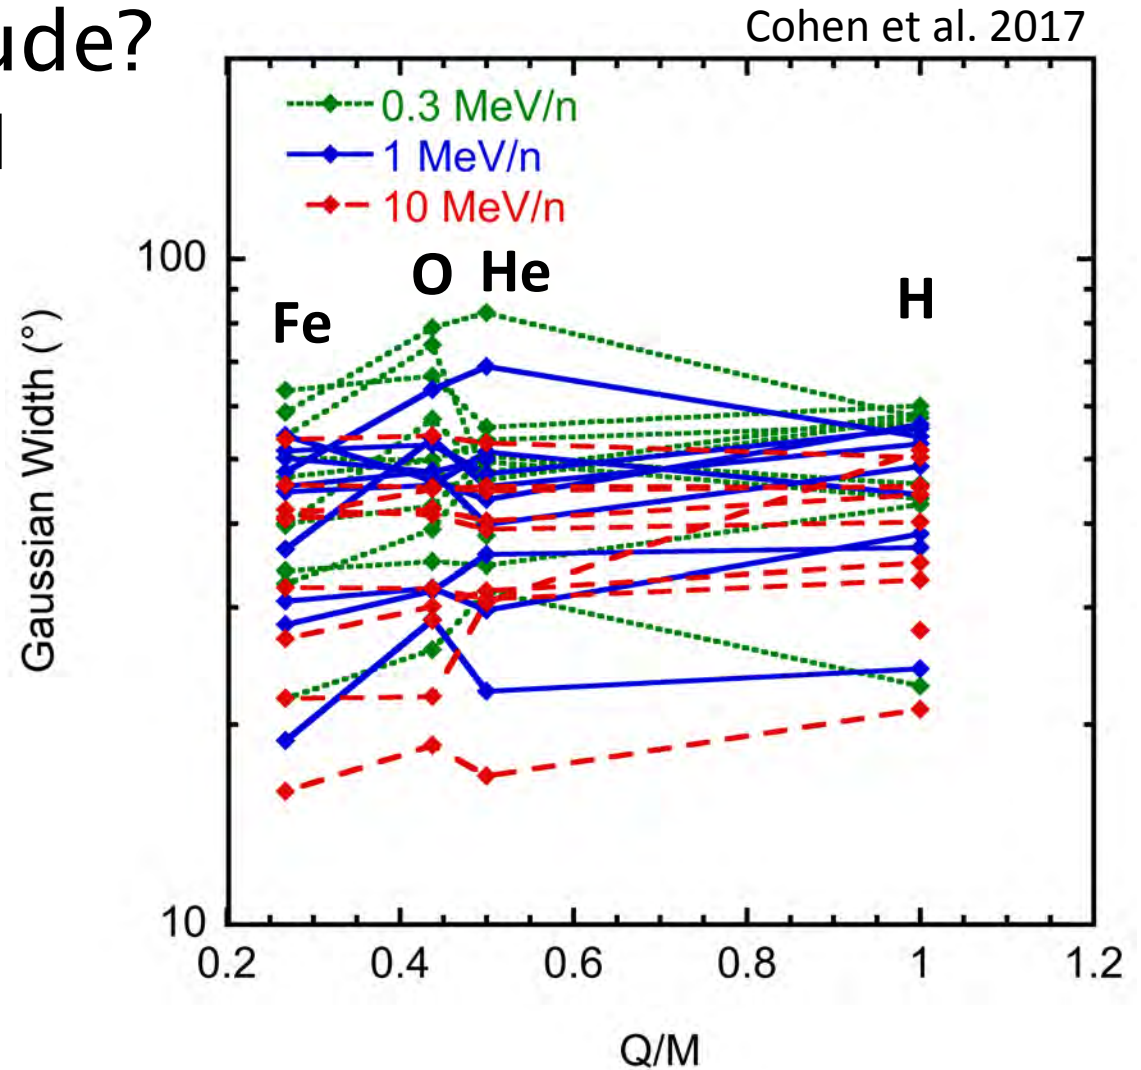 ude?
Cohen et al. 2017
0.3 MeV/n
1 MeV/n
10 MeV/n
100
O He
Fe
H
Gaussian Width (°)
10
0.2 0.4 0.6 0.8 1 1.2
Q/M